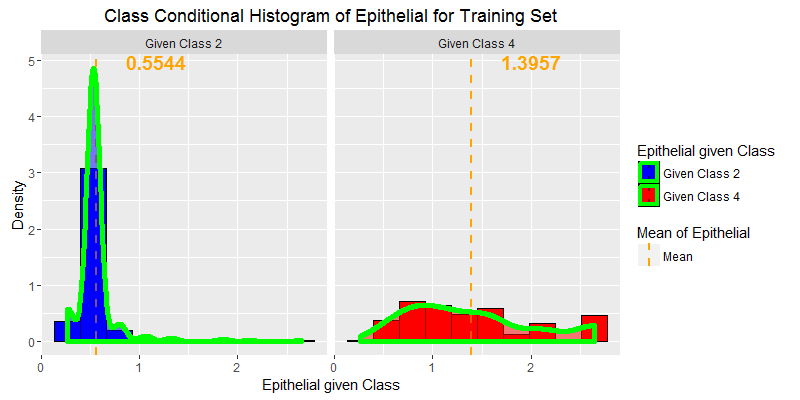 Class Conditional Histogram of Epithelial for Training Set
Given Class 2
Given Class 4
0.5544
1.3957
5
4
3
2
1
0
Density
0
1
2
0
1
2
Epithelial given Class
Epithelial given Class
Given Class 2
Given Class 4
Mean of Epithelial
Mean